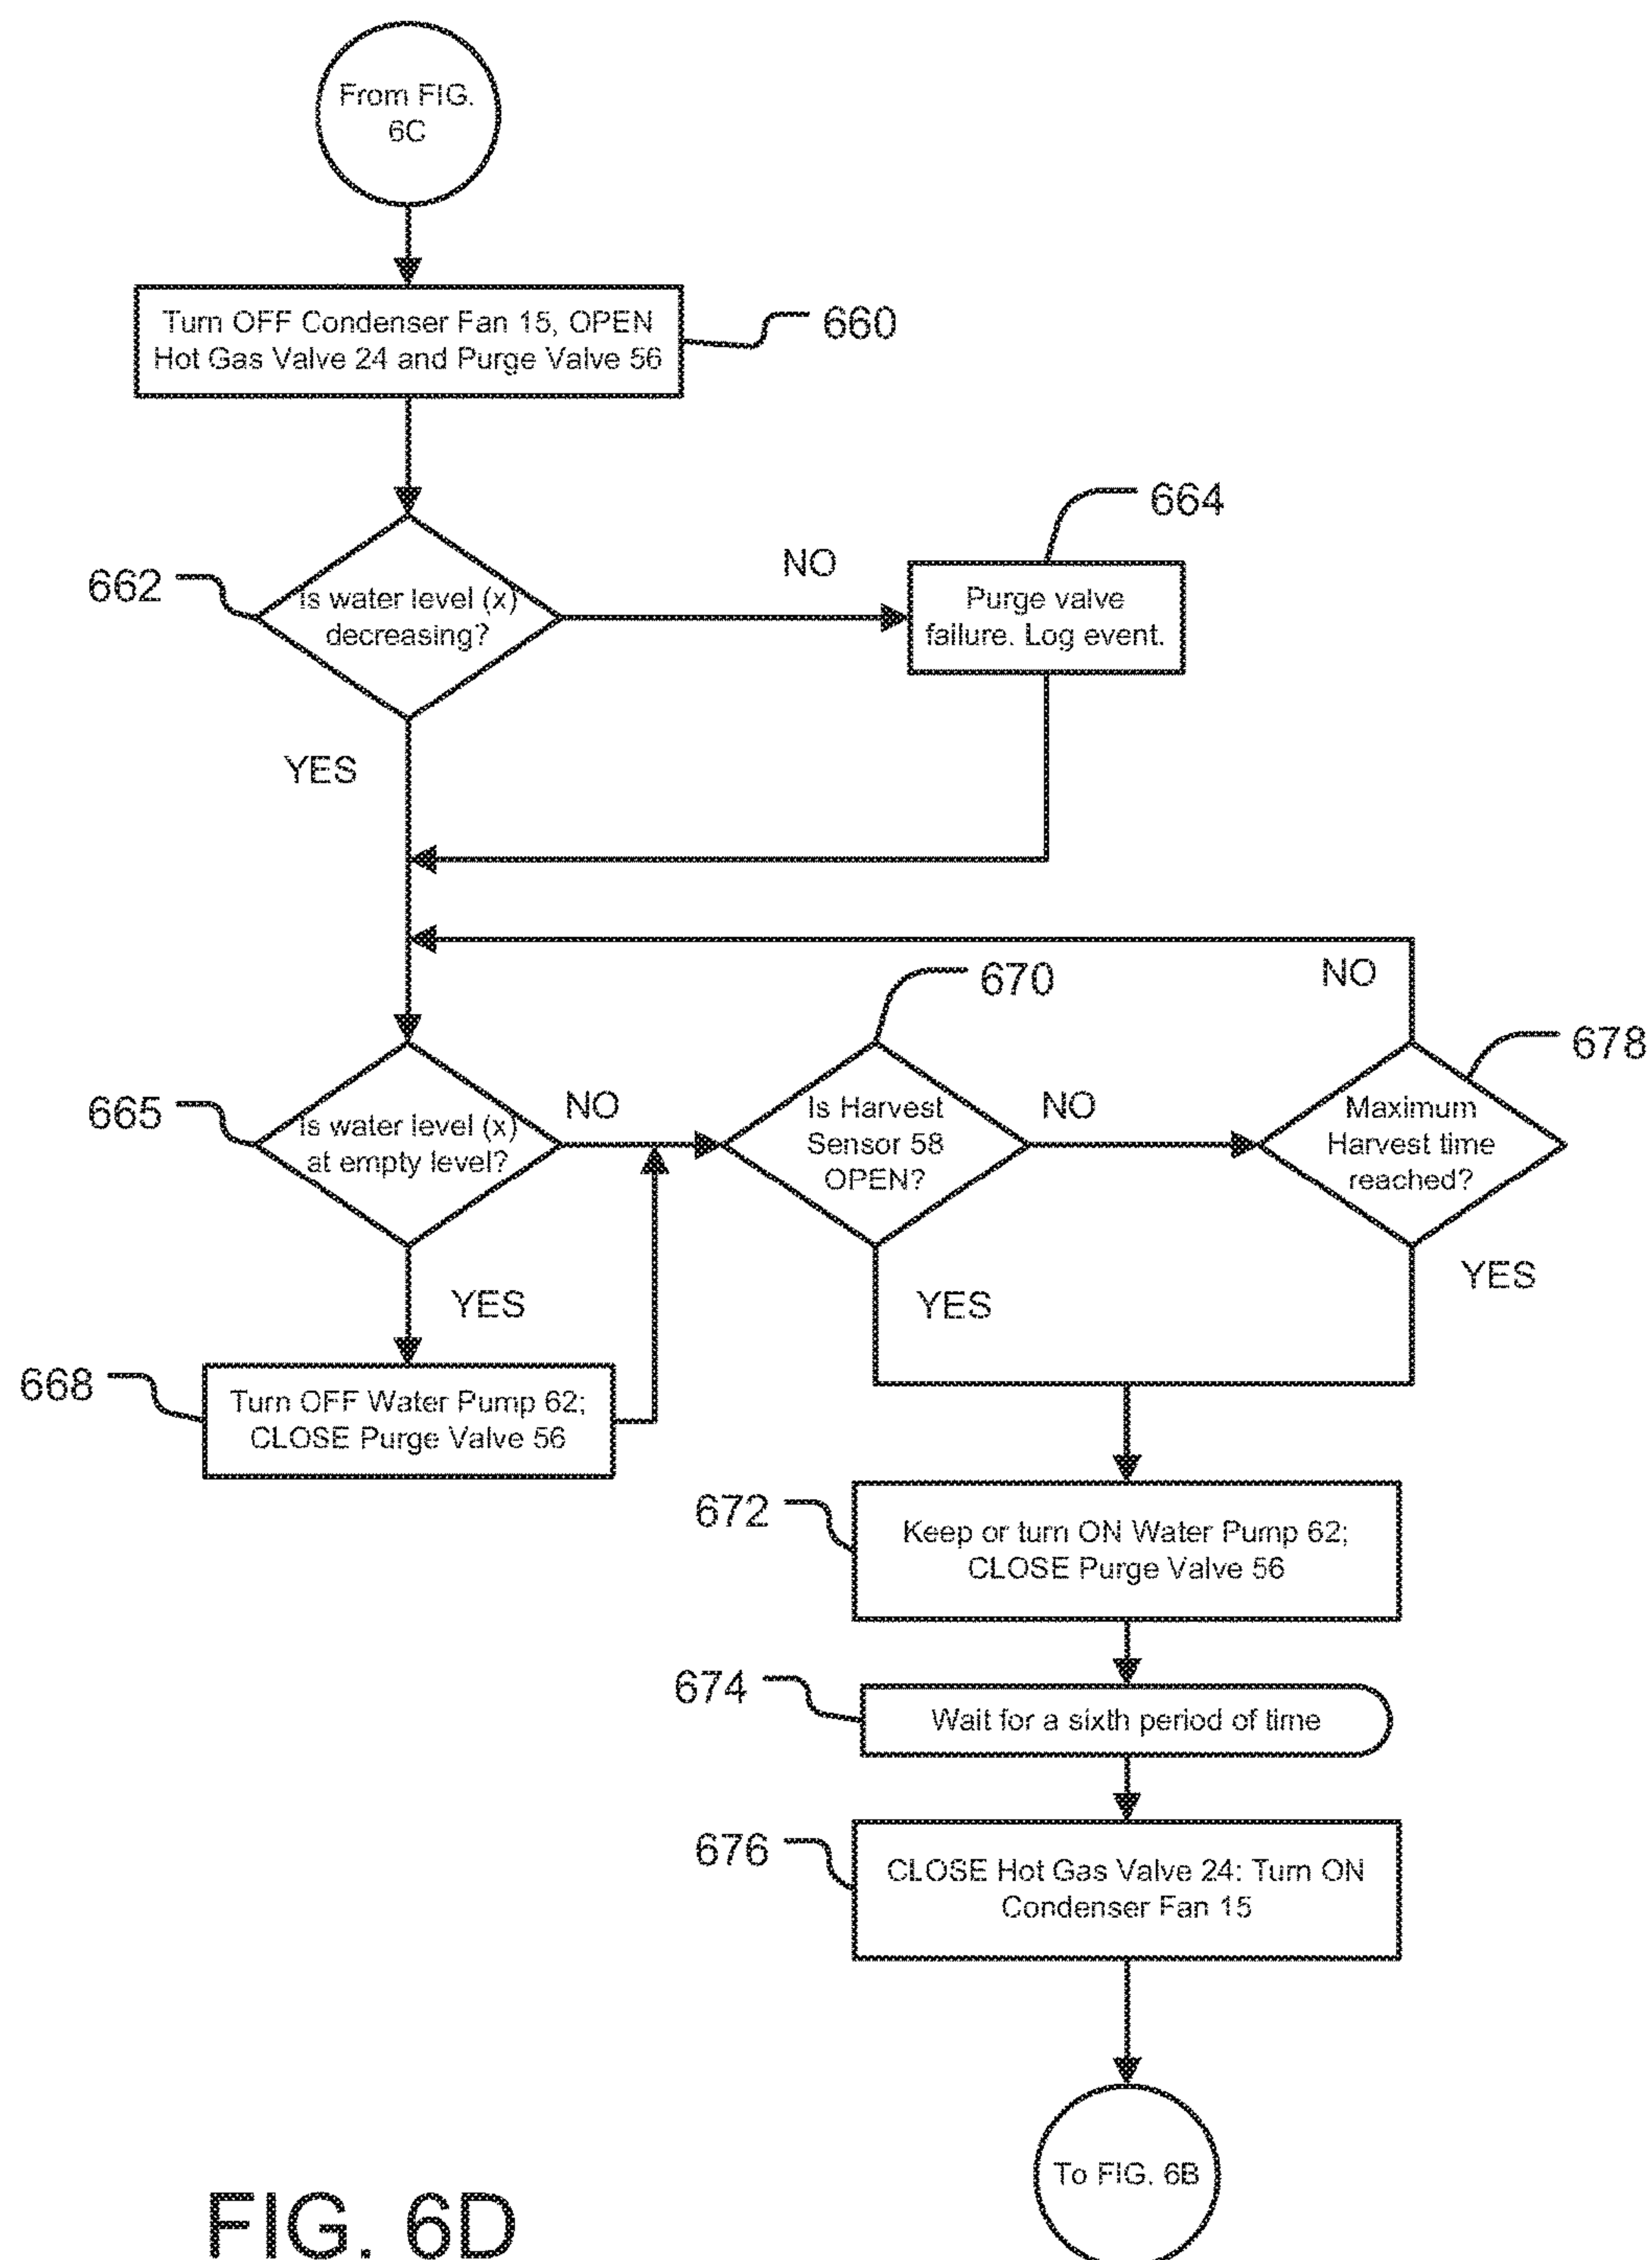 From FIG.
6C
Turn OFF Condenser Fan 15, OPEN
Hot Gas Valve 24 and Purge Valve 56
660
662
Is water level (x)
decreasing?
NO
664
Purge valve
failure. Log event.
YES
NO
670
678
665
Is water level (x)
at empty level?
NO
Is Harvest
Sensor 58
OPEN?
NO
Maximum
Harvest time
reached?
YES
YES
YES
668
Turn OFF Water Pump 62;
CLOSE Purge Valve 56
672
Keep or turn ON Water Pump 62;
CLOSE Purge Valve 56
674
Wait for a sixth period of time
676
CLOSE Hot Gas Valve 24: Turn ON
Condenser Fan 15
To FIG. 6B
FIG. 6D